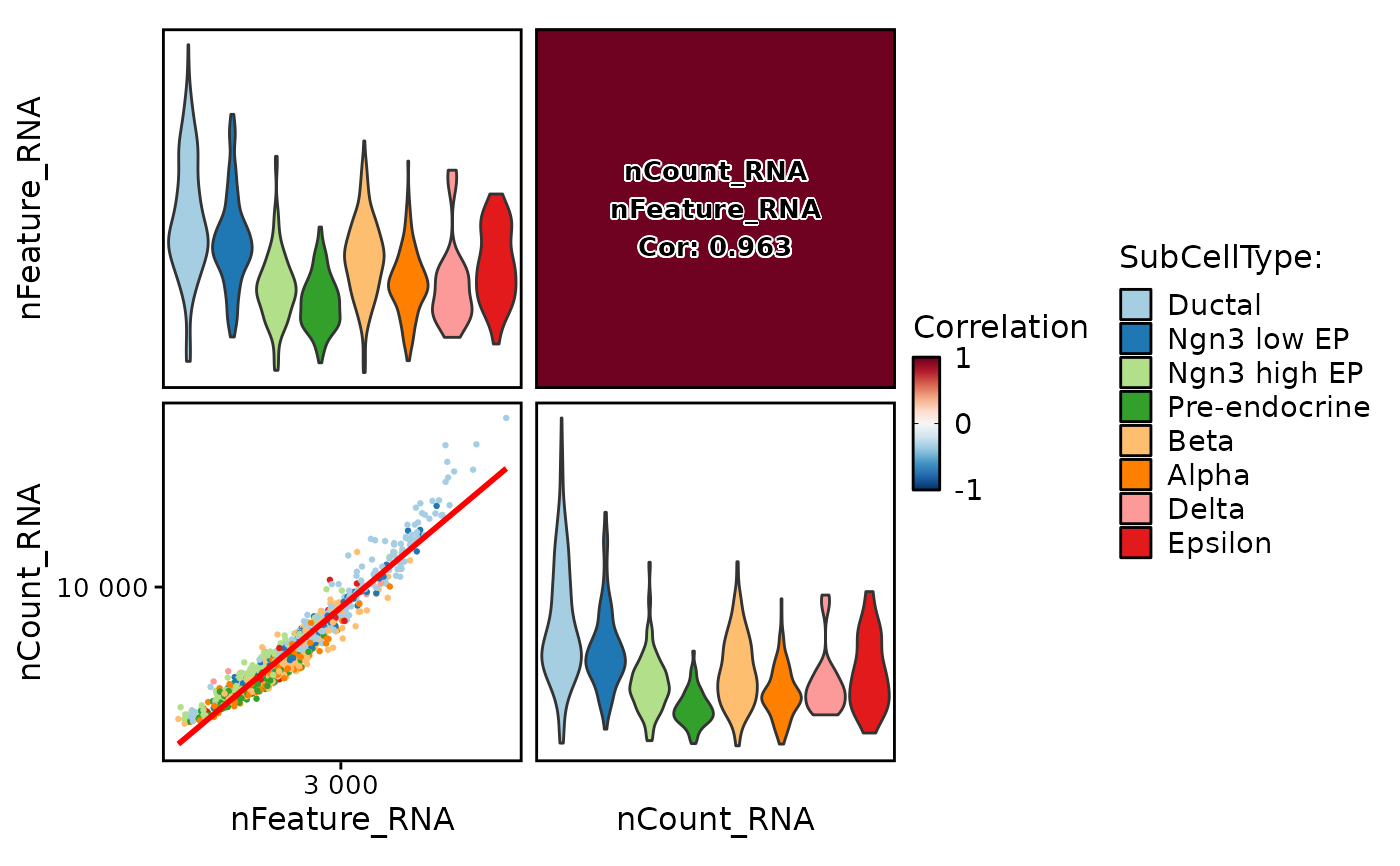 nFeature_RNA
nCount_RNA
nFeature_RNA
Cor: 0.963
Correlation
1
0
-1
SubCellType:
Ductal
Ngn3 low EP
Ngn3 high EP
Pre-endocrine
Beta
Alpha
Delta
Epsilon
nCount_RNA
10 000
3 000
nFeature_RNA
nCount_RNA